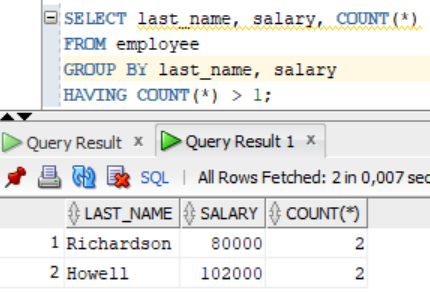 SELECT last_name, salary, COUNT(*)
FROM employee
GROUP BY last_name, salary
HAVING COUNT(*) > 1;
Query Result x Query Result 1 x
SQL | All Rows Fetched: 2 in 0,007 sec
LAST_NAME SALARY COUNT(*)
1 Richardson 80000 2
2 Howell 102000 2